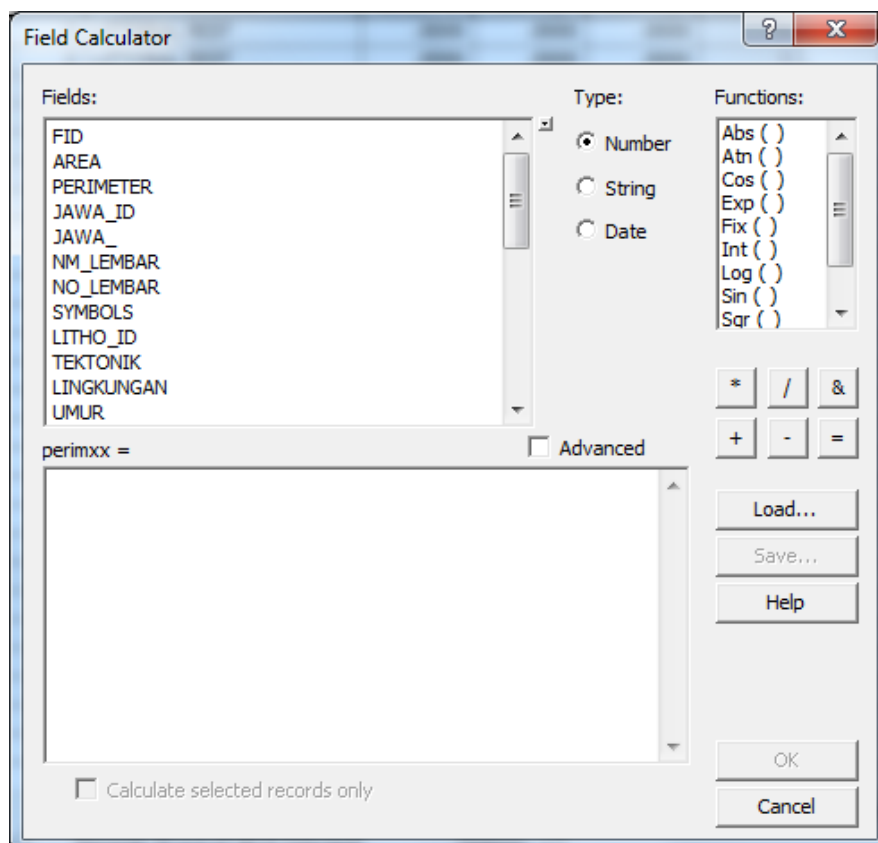 Field Calculator
Fields:
Type:
Functions:
FID
AREA
PERIMETER
JAWA_ID
JAWA_
NM_LEMBAR
NO_LEMBAR
SYMBOLS
LITHO_ID
TEKTONIK
LINGKUNGAN
UMUR
Number
String
Date
Abs ( )
Atn ( )
Cos ( )
Exp ( )
Fix ( )
Int ( )
Log ( )
Sin ( )
Sqr ( )
* / &
+ - =
perimxx =
Advanced
Load...
Save...
Help
Calculate selected records only
OK
Cancel